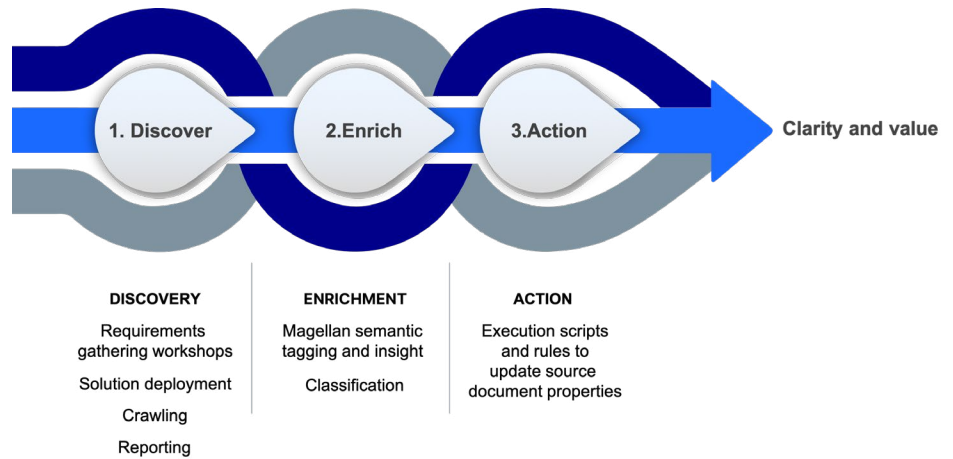 1. Discover
2.Enrich
3.Action
Clarity and value
DISCOVERY
Requirements
gathering workshops
Solution deployment
Crawling
Reporting
ENRICHMENT
Magellan semantic
tagging and insight
Classification
ACTION
Execution scripts
and rules to
update source
document properties